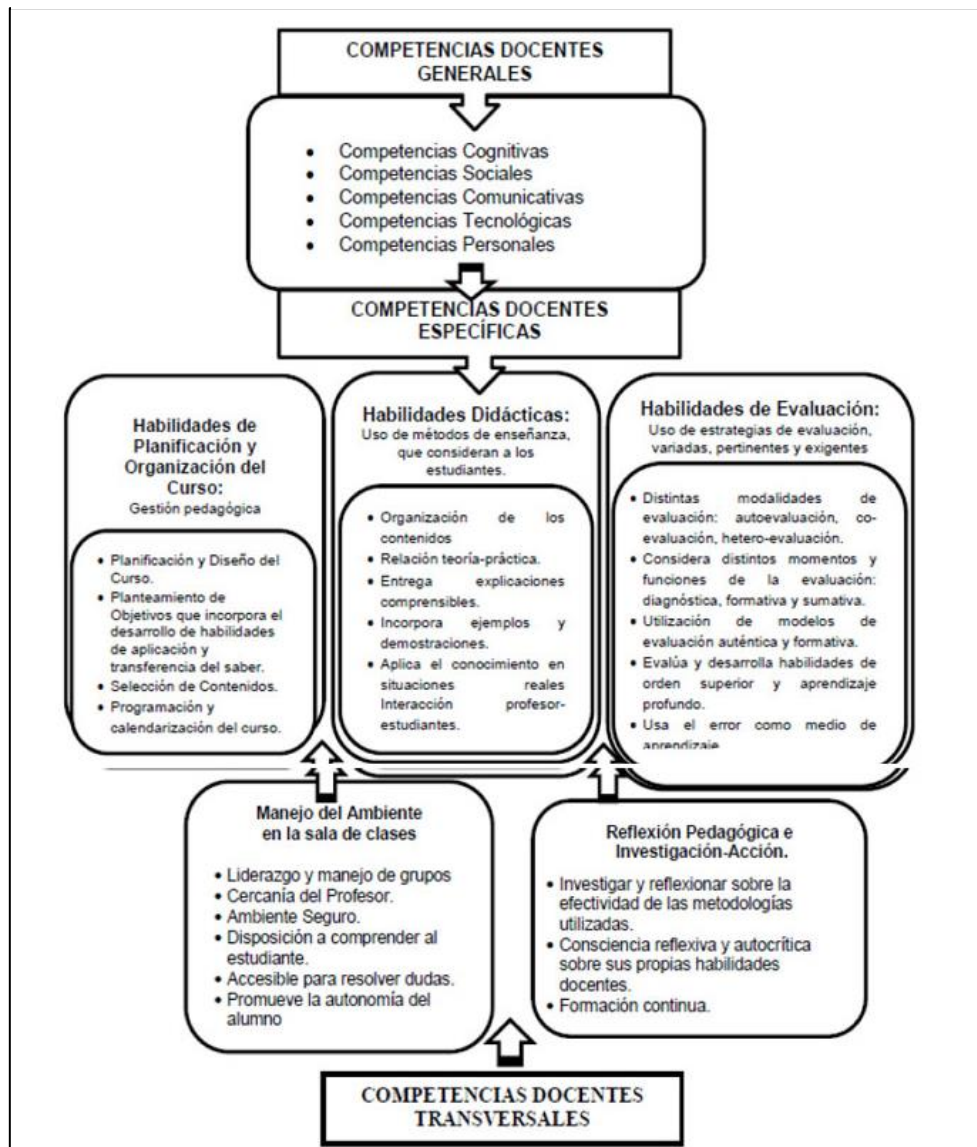 COMPETENCIAS DOCENTES
GENERALES
• Competencias Cognitivas
• Competencias Sociales
• Competencias Comunicativas
• Competencias Tecnológicas
• Competencias Personales
COMPETENCIAS DOCENTES
ESPECÍFICAS
Habilidades de
Planificación y
Organización del
Curso:
Gestión pedagógica
• Planificación y Diseño del
Curso.
• Planteamiento de
Objetivos que incorpora el
desarrollo de habilidades
de aplicación y
transferencia del saber.
• Selección de Contenidos.
• Programación y
calendarización del curso.
Habilidades Didácticas:
Uso de métodos de enseñanza,
que consideran a los
estudiantes.
• Organización de los
contenidos
• Relación teoría-práctica.
• Entrega explicaciones
comprensibles.
• Incorpora ejemplos y
demostraciones.
• Aplica el conocimiento en
situaciones reales
Interacción profesor-
estudiantes.
Habilidades de Evaluación:
Uso de estrategias de evaluación,
variadas, pertinentes y exigentes
• Distintas modalidades de
evaluación: autoevaluación, co-
evaluación, hetero-evaluación.
• Considera distintos momentos y
funciones de la evaluación:
diagnóstica, formativa y sumativa.
• Utilización de modelos de
evaluación auténtica y formativa.
• Evalúa y desarrolla habilidades de
orden superior y aprendizaje
profundo.
• Usa el error como medio de
aprendizaje
Manejo del Ambiente
en la sala de clases
• Liderazgo y manejo de grupos
• Cercanía del Profesor.
• Ambiente Seguro.
• Disposición a comprender al
estudiante.
• Accesible para resolver dudas.
• Promueve la autonomía del
alumno
Reflexión Pedagógica e
Investigación-Acción.
• Investigar y reflexionar sobre la
efectividad de las metodologías
utilizadas.
• Consciencia reflexiva y autocrítica
sobre sus propias habilidades
docentes.
• Formación continua.
COMPETENCIAS DOCENTES
TRANSVERSALES